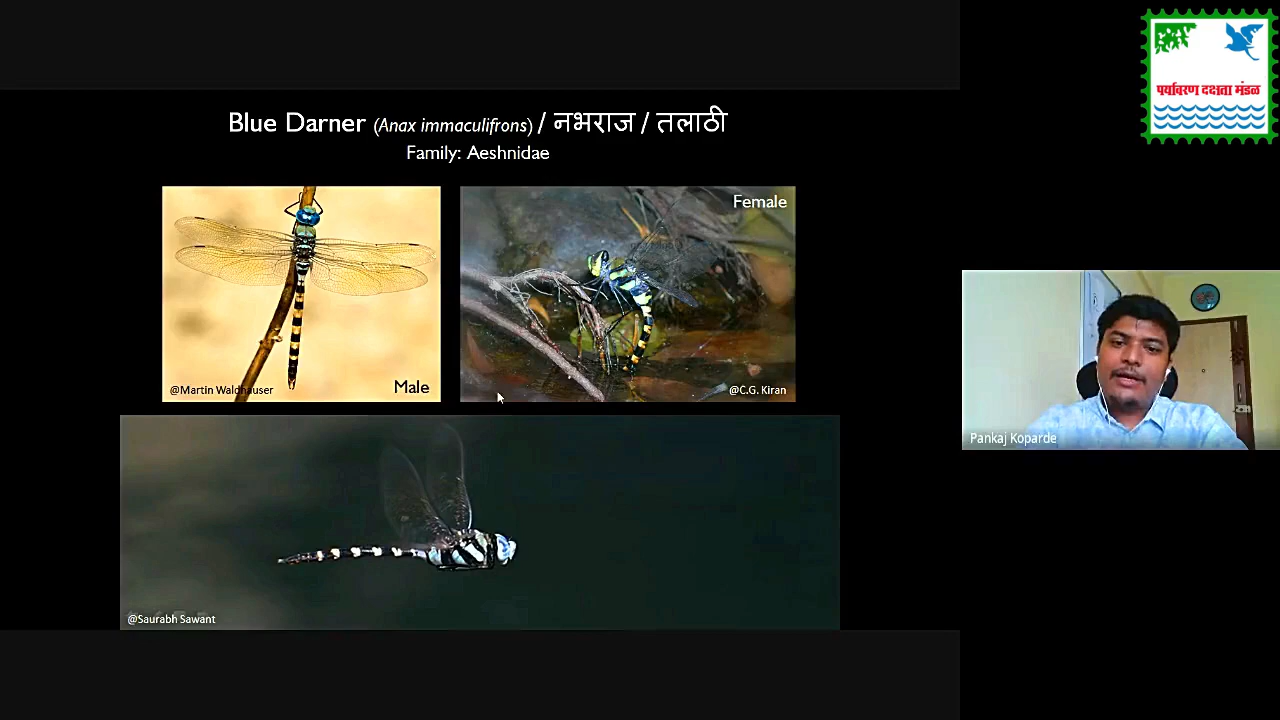 पर्यावरण दक्षता मंडळ
Blue Darner (Anax immaculifrons) / नभराज / तलाठी
Family: Aeshnidae
Female
@Martin Waldhauser
Male
@C.G. Kiran
Pankaj Koparde
@Saurabh Sawant